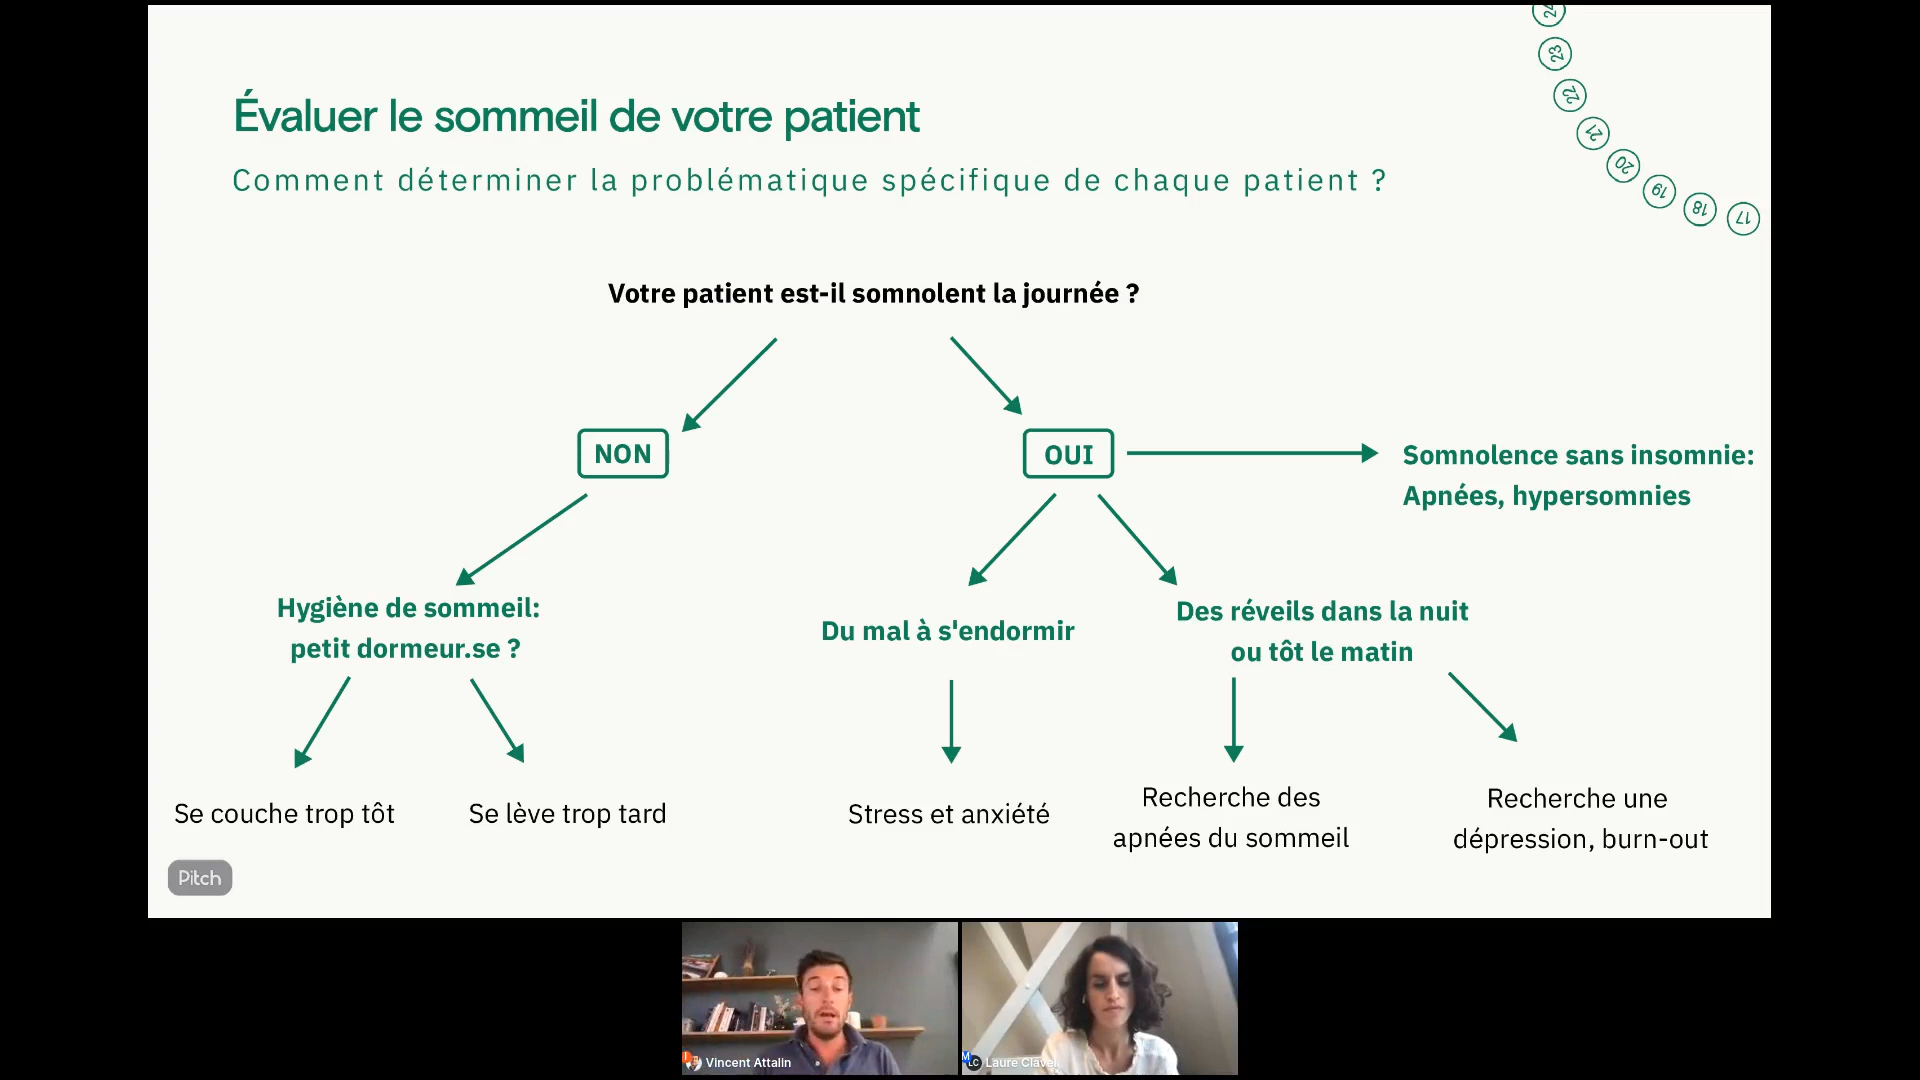 24
23
22
21
20
19
18
17
Évaluer le sommeil de votre patient
Comment déterminer la problématique spécifique de chaque patient ?
Votre patient est-il somnolent la journée ?
NON
OUI
Somnolence sans insomnie:
Apnées, hypersomnies
Hygiène de sommeil:
petit dormeur.se ?
Du mal à s'endormir
Des réveils dans la nuit
ou tôt le matin
Se couche trop tôt
Se lève trop tard
Stress et anxiété
Recherche des
apnées du sommeil
Recherche une
dépression, burn-out
Pitch
Vincent Attalin
LC
Laure Clavel